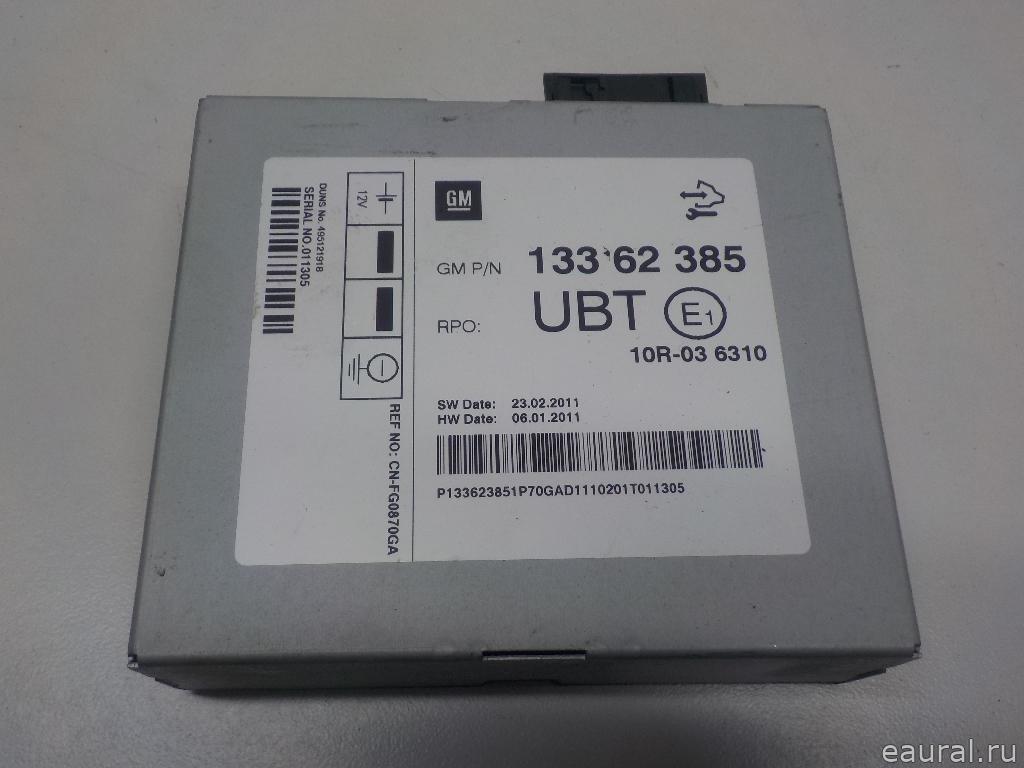 DUNS No. 495121918
SERIAL NO.011305
12V
REF NO: CN-FG0870GA
GM
GM P/N 133 62 385
RPO: UBT E1
10R-03 6310
SW Date: 23.02.2011
HW Date: 06.01.2011
P133623851P70GAD1110201T011305
eaural.ru